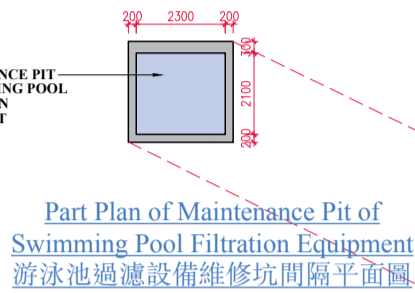 200 2300 200
300
2100
200
NCE PIT
NG POOL
N
T
Part Plan of Maintenance Pit of
Swimming Pool Filtration Equipment
游泳池過濾設備維修坑間隔平面圖